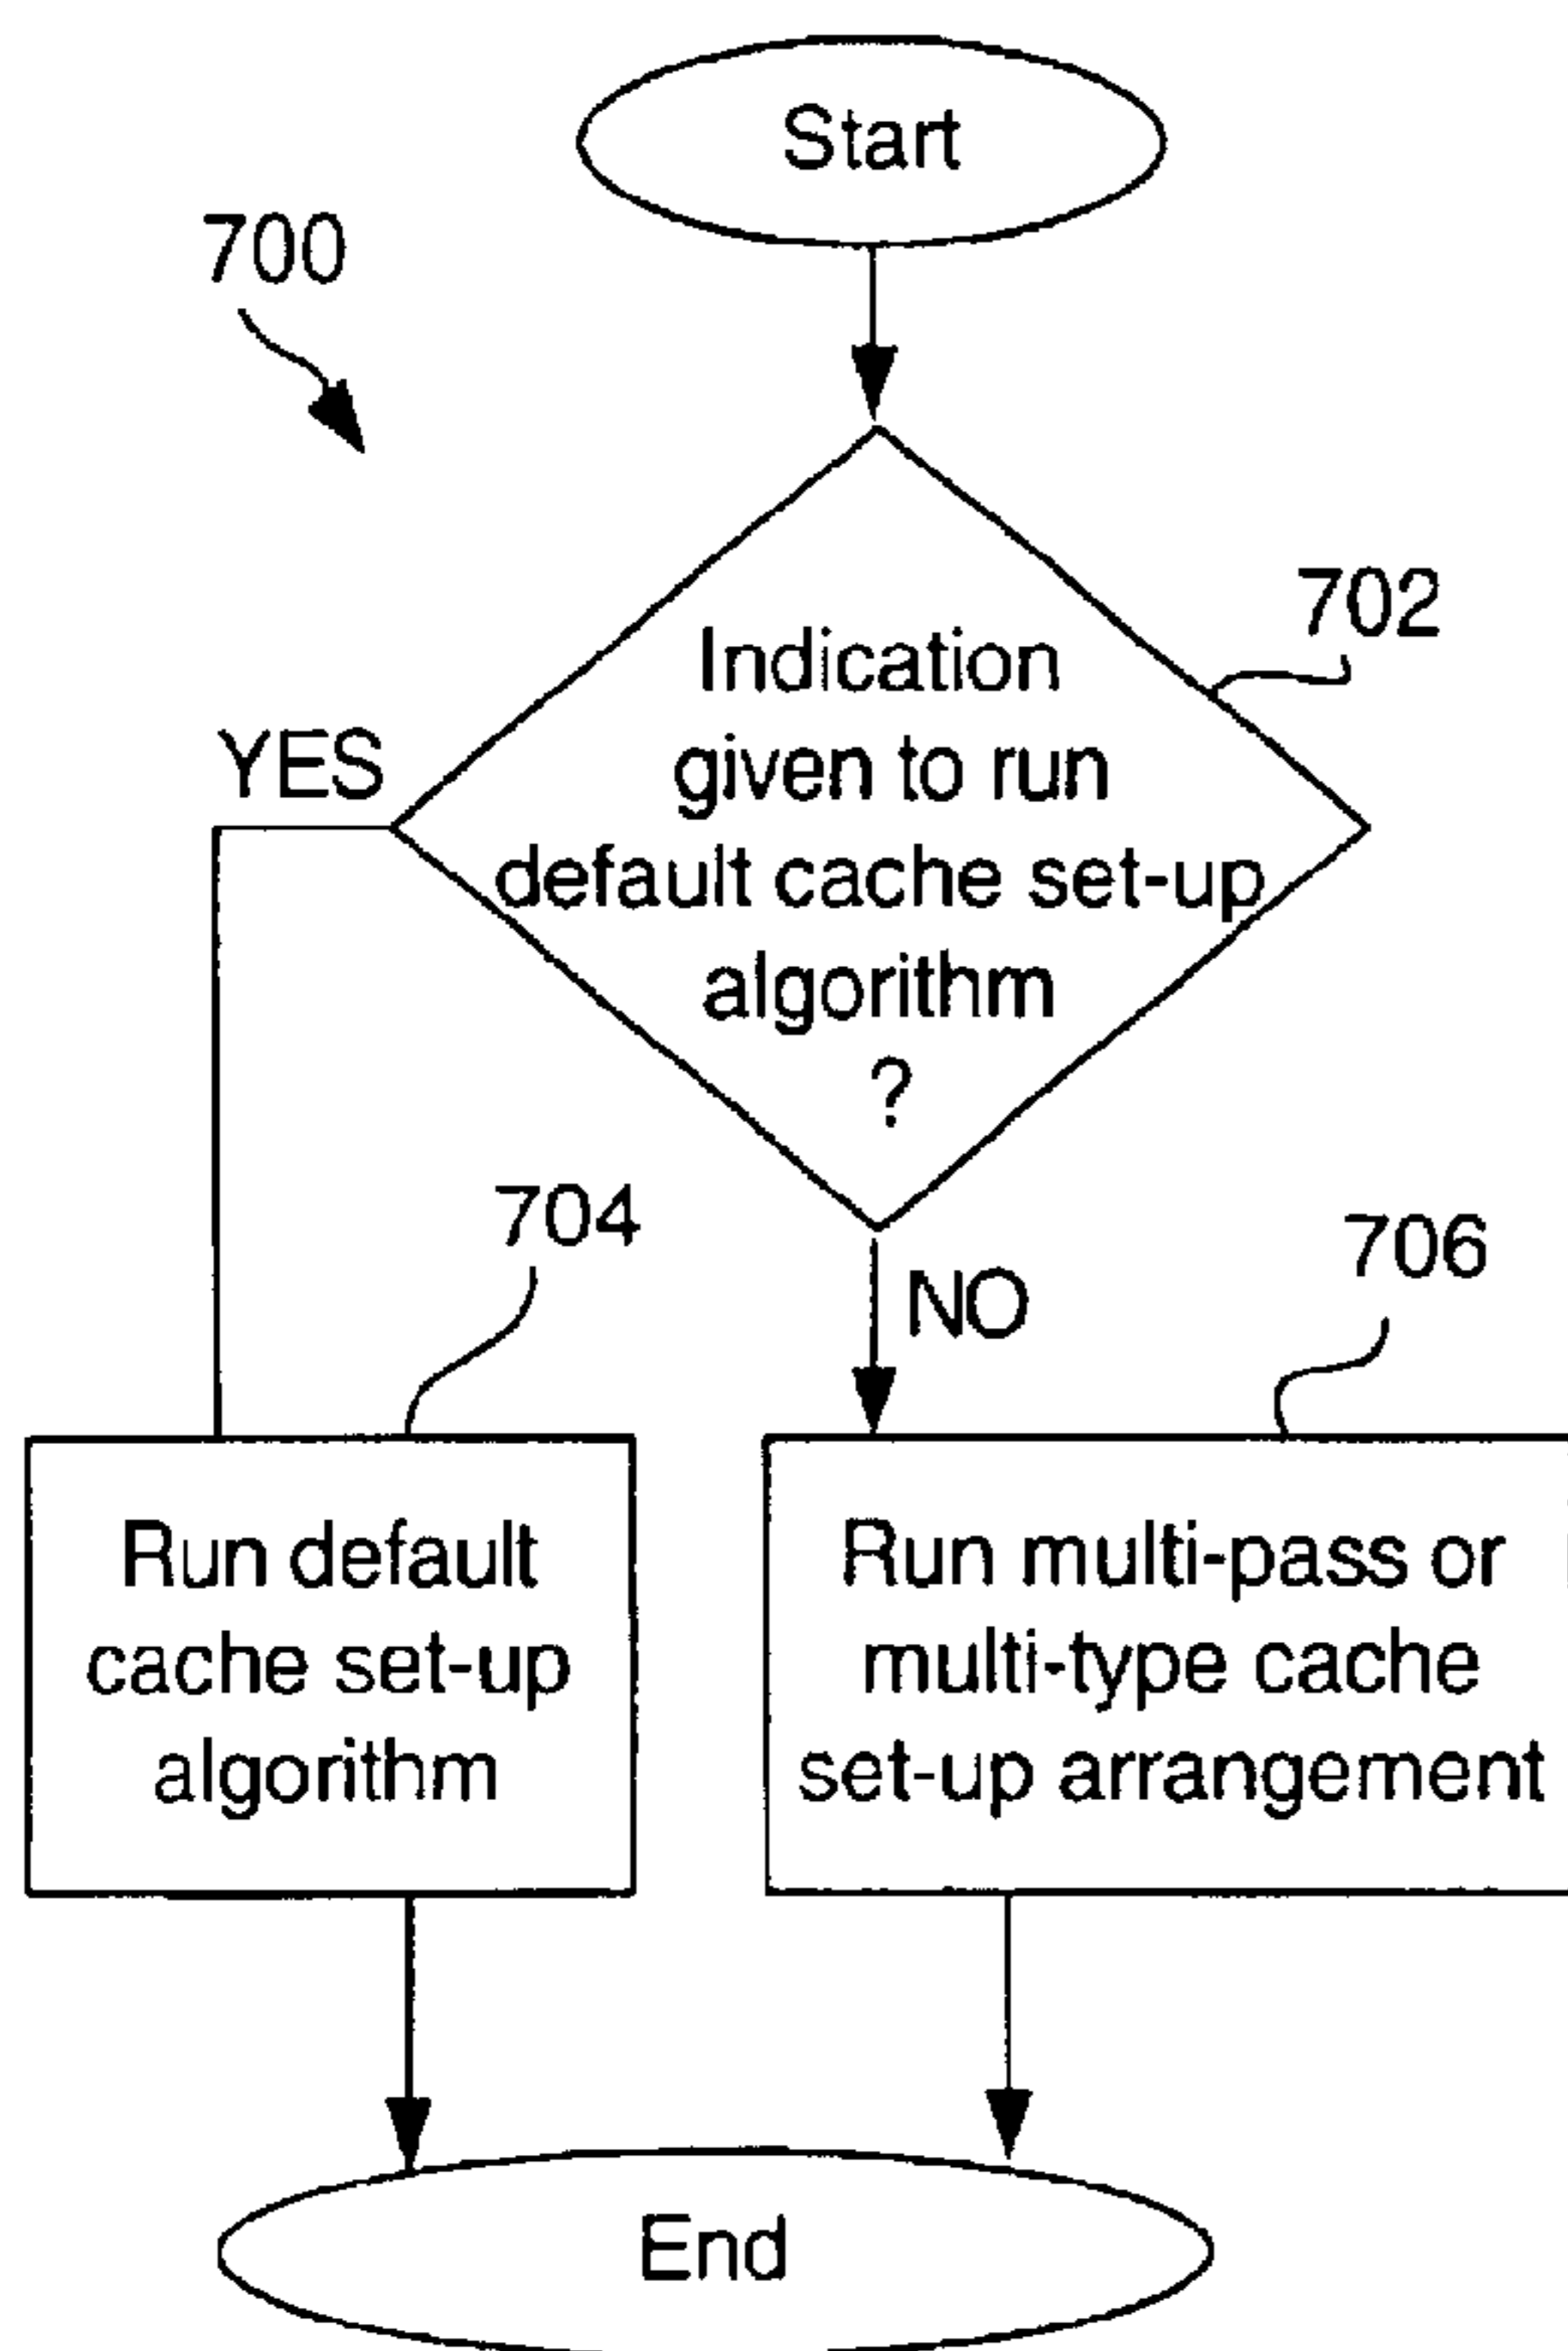 Start
700
702
Indication
given to run
default cache set-up
algorithm
?
YES
704
NO
706
Run default
cache set-up
algorithm
Run multi-pass or
multi-type cache
set-up arrangement
End